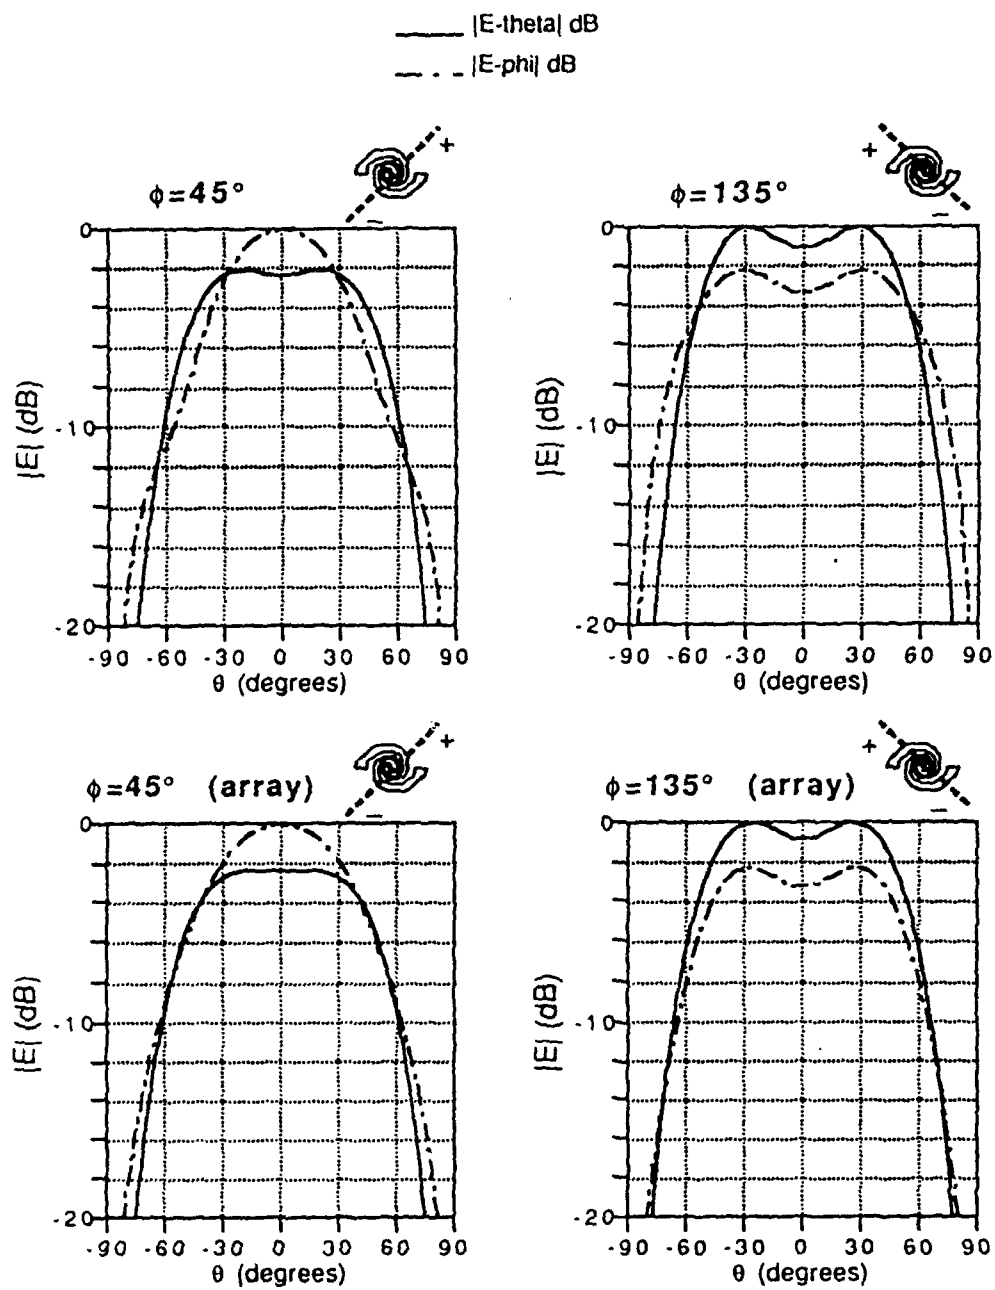 |E-theta| dB
|E-phi| dB
+
φ=45°
−
+
φ=135°
−
0
-10
-20
|E| (dB)
-90 -60 -30 0 30 60 90
θ (degrees)
0
-10
-20
|E| (dB)
-90 -60 -30 0 30 60 90
θ (degrees)
+
φ=45° (array)
−
+
φ=135° (array)
−
0
-10
-20
|E| (dB)
-90 -60 -30 0 30 60 90
θ (degrees)
0
-10
-20
|E| (dB)
-90 -60 -30 0 30 60 90
θ (degrees)